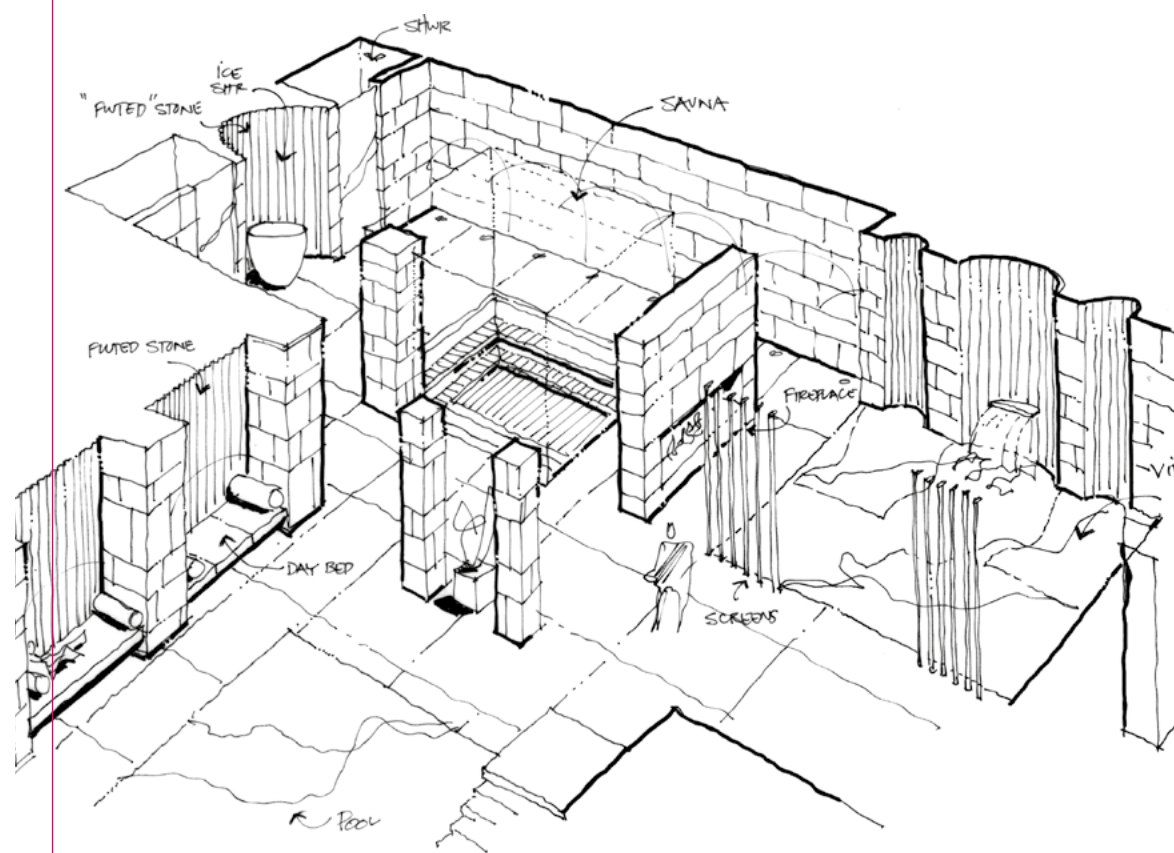 SHWR
ICE
SHR
"FLUTED" STONE
SAUNA
FLUTED STONE
FIREPLACE
DAY BED
SCREENS
POOL